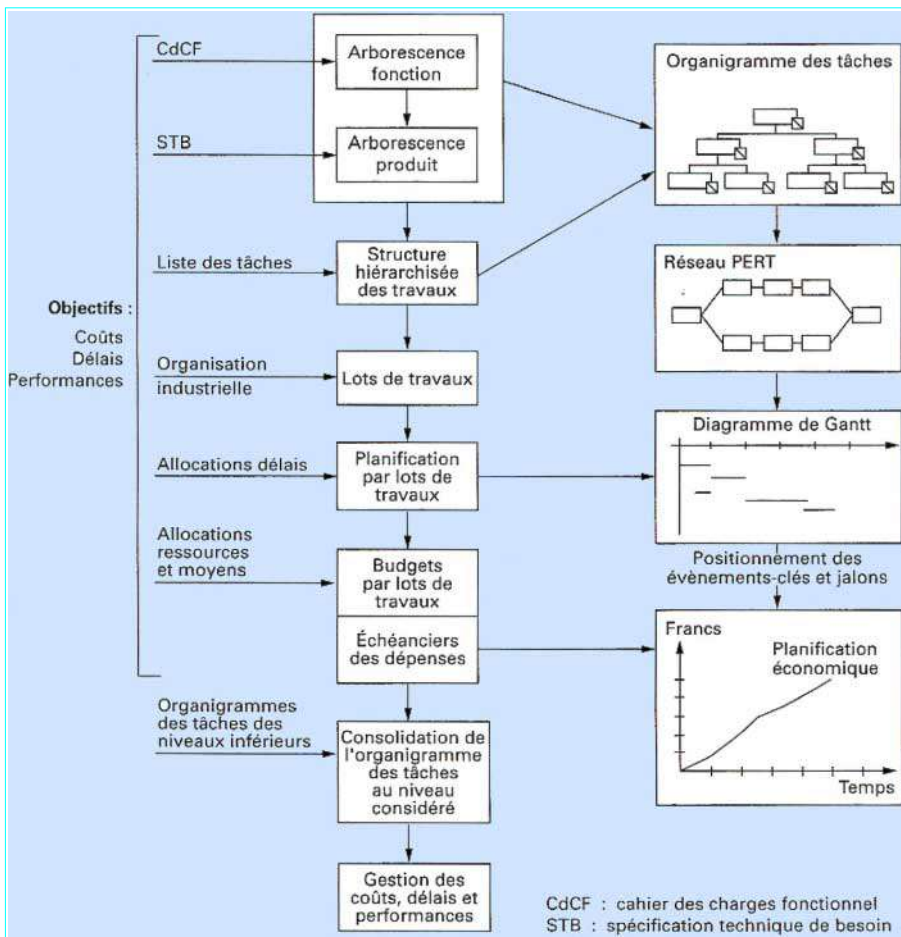 CdCF
Arborescence
fonction
STB
Arborescence
produit
Liste des tâches
Structure
hiérarchisée
des travaux
Objectifs :
Coûts
Délais
Performances
Organisation
industrielle
Lots de travaux
Allocations délais
Planification
par lots de
travaux
Allocations
ressources
et moyens
Budgets
par lots de
travaux
Échéanciers
des dépenses
Organigrammes
des tâches des
niveaux inférieurs
Consolidation de
l'organigramme
des tâches
au niveau
considéré
Gestion des
coûts, délais et
performances
Organigramme des tâches
Réseau PERT
Diagramme de Gantt
Positionnement des
évènements-clés et jalons
Francs
Planification
économique
Temps
CdCF : cahier des charges fonctionnel
STB : spécification technique de besoin